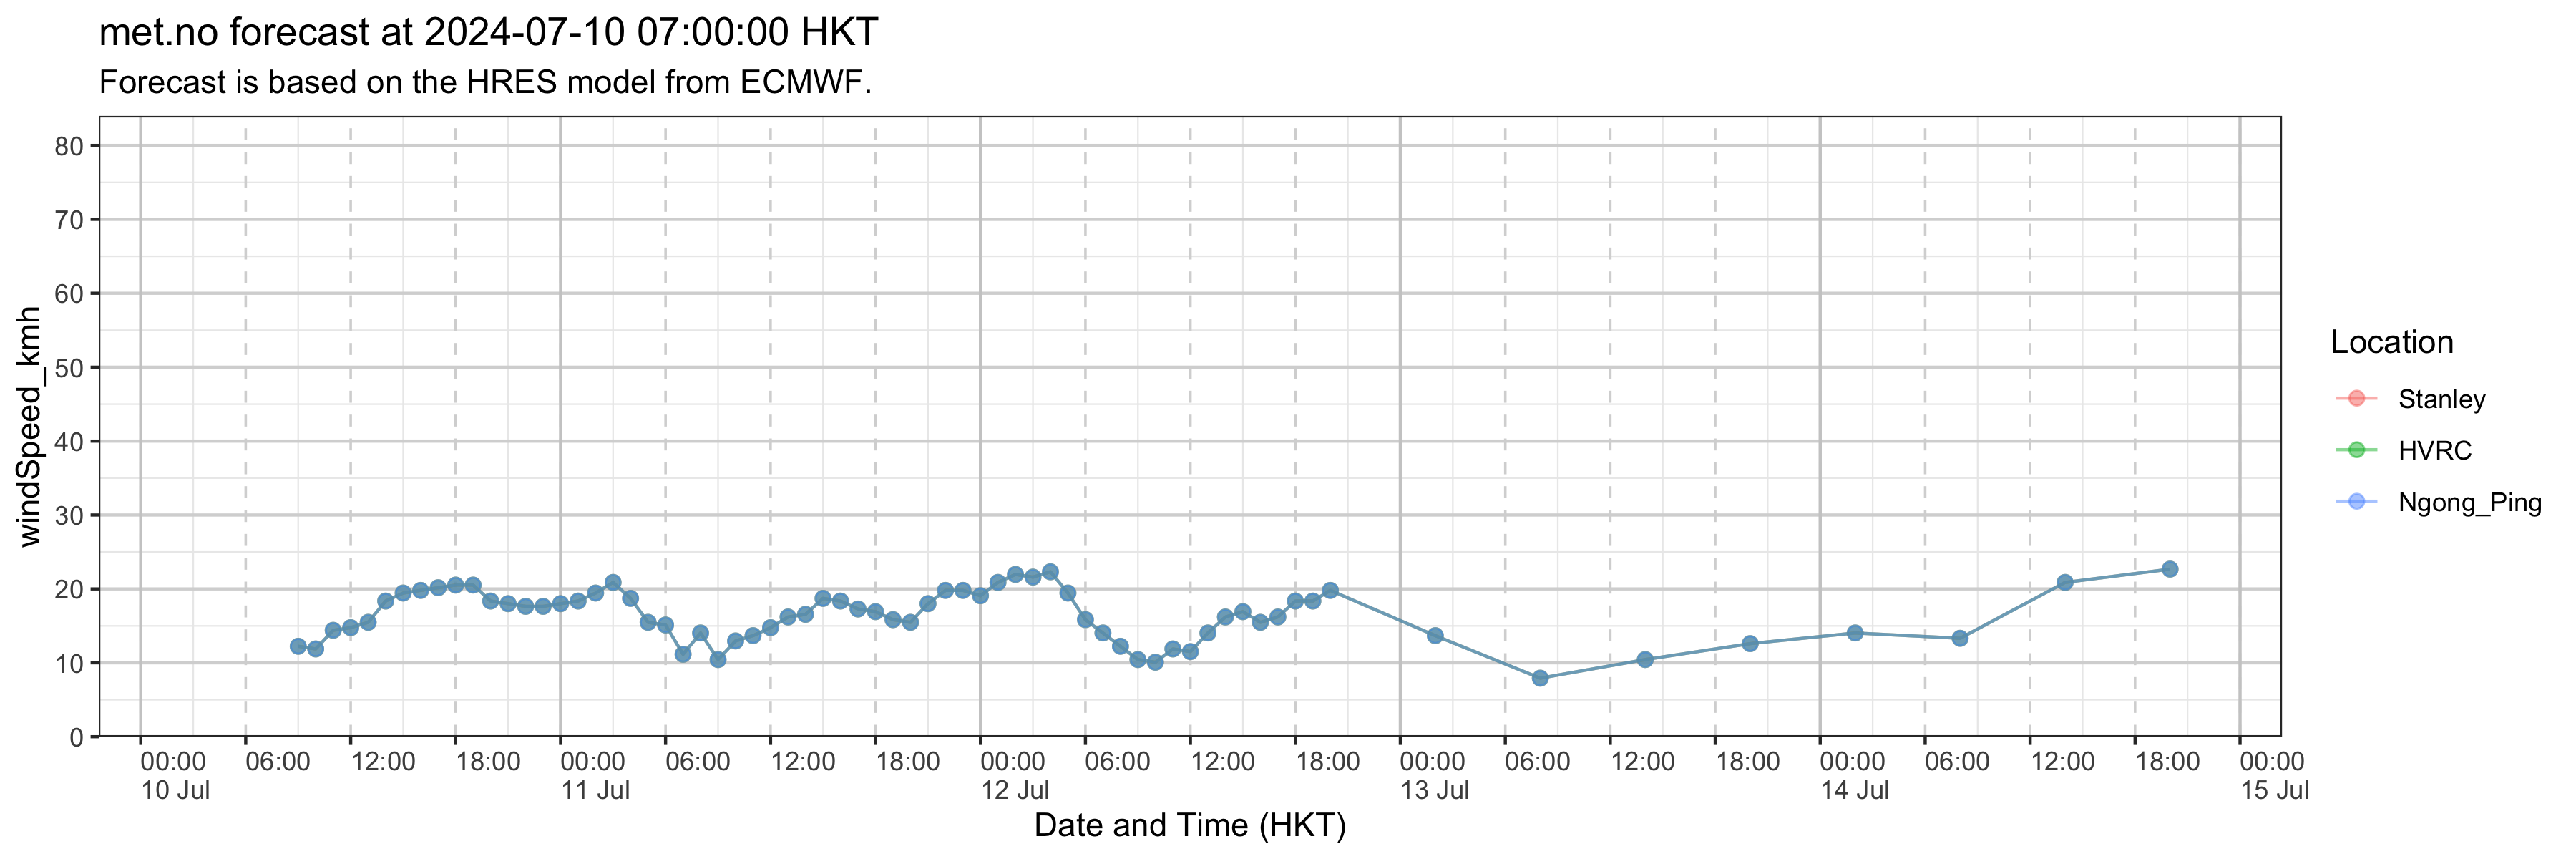 met.no forecast at 2024-07-10 07:00:00 HKT
Forecast is based on the HRES model from ECMWF.
windSpeed_kmh
80
70
60
50
40
30
20
10
0
00:00 06:00 12:00 18:00 00:00 06:00 12:00 18:00 00:00 06:00 12:00 18:00 00:00 06:00 12:00 18:00 00:00 06:00 12:00 18:00 00:00
10 Jul 11 Jul 12 Jul 13 Jul 14 Jul 15 Jul
Date and Time (HKT)
Location
Stanley
HVRC
Ngong_Ping